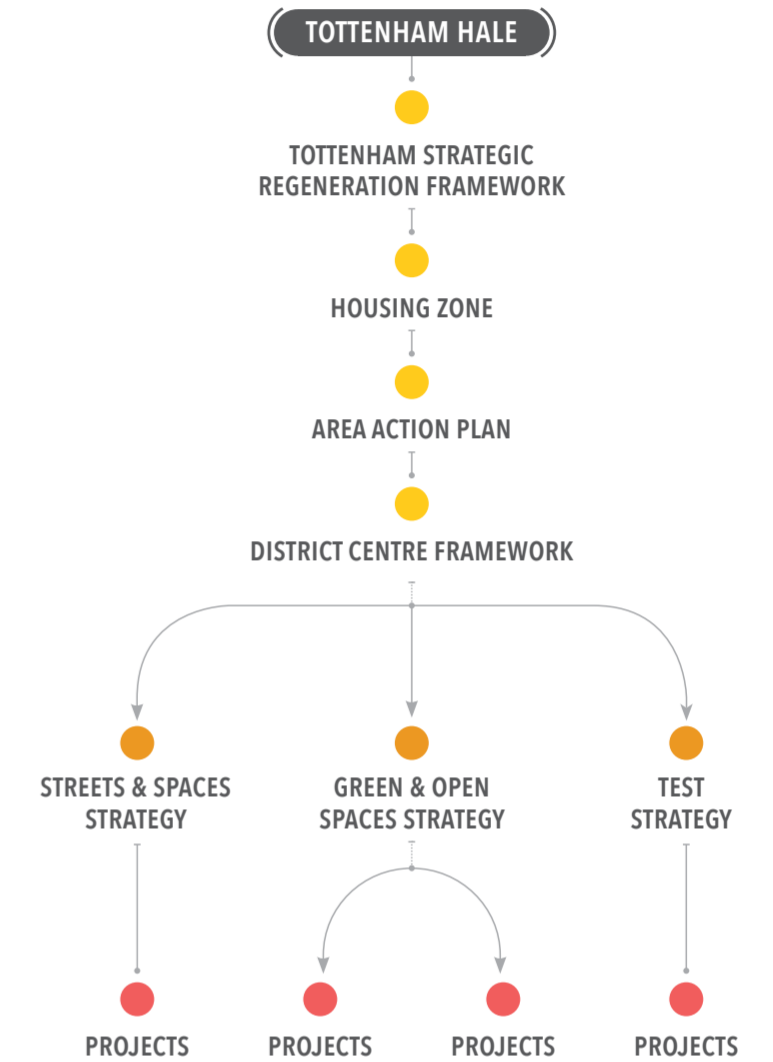 TOTTENHAM HALE
TOTTENHAM STRATEGIC
REGENERATION FRAMEWORK
HOUSING ZONE
AREA ACTION PLAN
DISTRICT CENTRE FRAMEWORK
STREETS & SPACES
STRATEGY
GREEN & OPEN
SPACES STRATEGY
TEST
STRATEGY
PROJECTS
PROJECTS
PROJECTS
PROJECTS